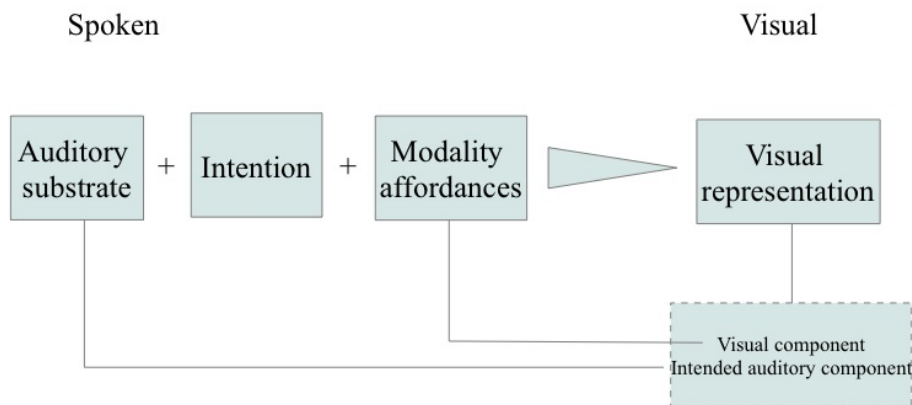 Spoken
Visual
Auditory
substrate
+
Intention
+
Modality
affordances
Visual
representation
Visual component
Intended auditory component